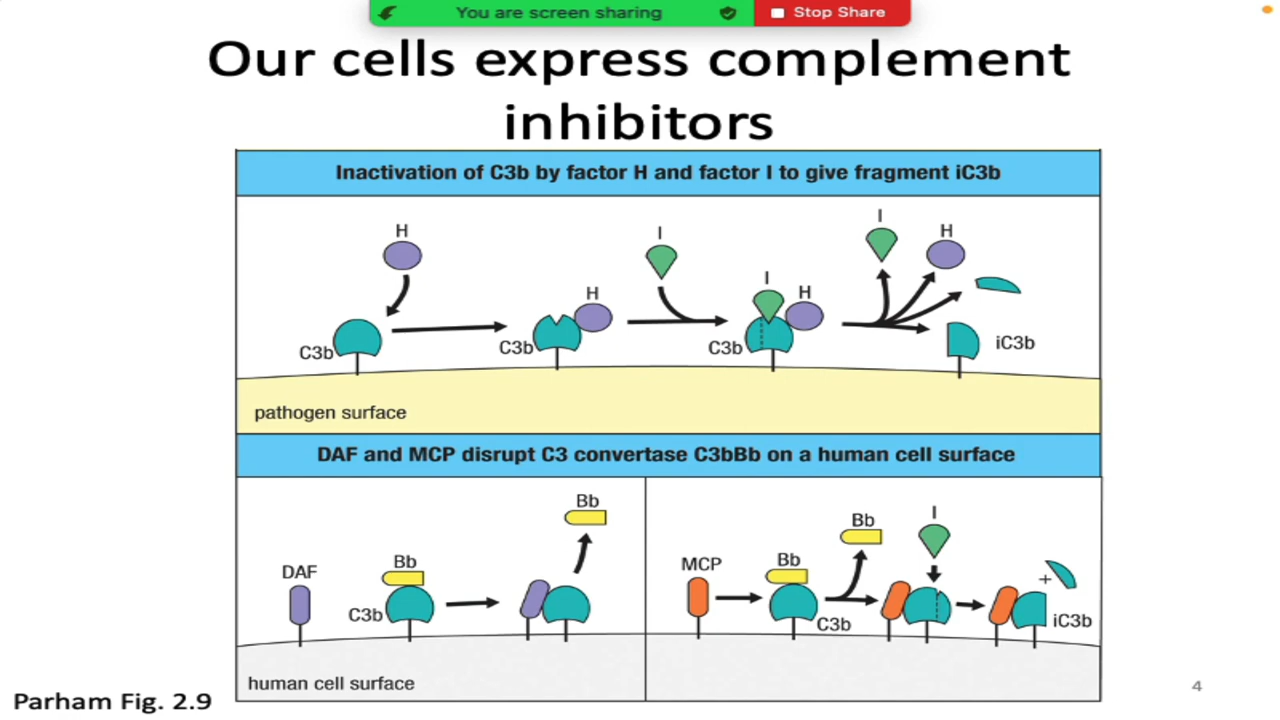 You are screen sharing
Stop Share
Our cells express complement
inhibitors
Inactivation of C3b by factor H and factor I to give fragment iC3b
H
I
I
H
H
I
H
C3b
C3b
C3b
iC3b
pathogen surface
DAF and MCP disrupt C3 convertase C3bBb on a human cell surface
Bb
DAF
Bb
C3b
Bb
I
MCP
Bb
+
C3b
iC3b
human cell surface
4
Parham Fig. 2.9